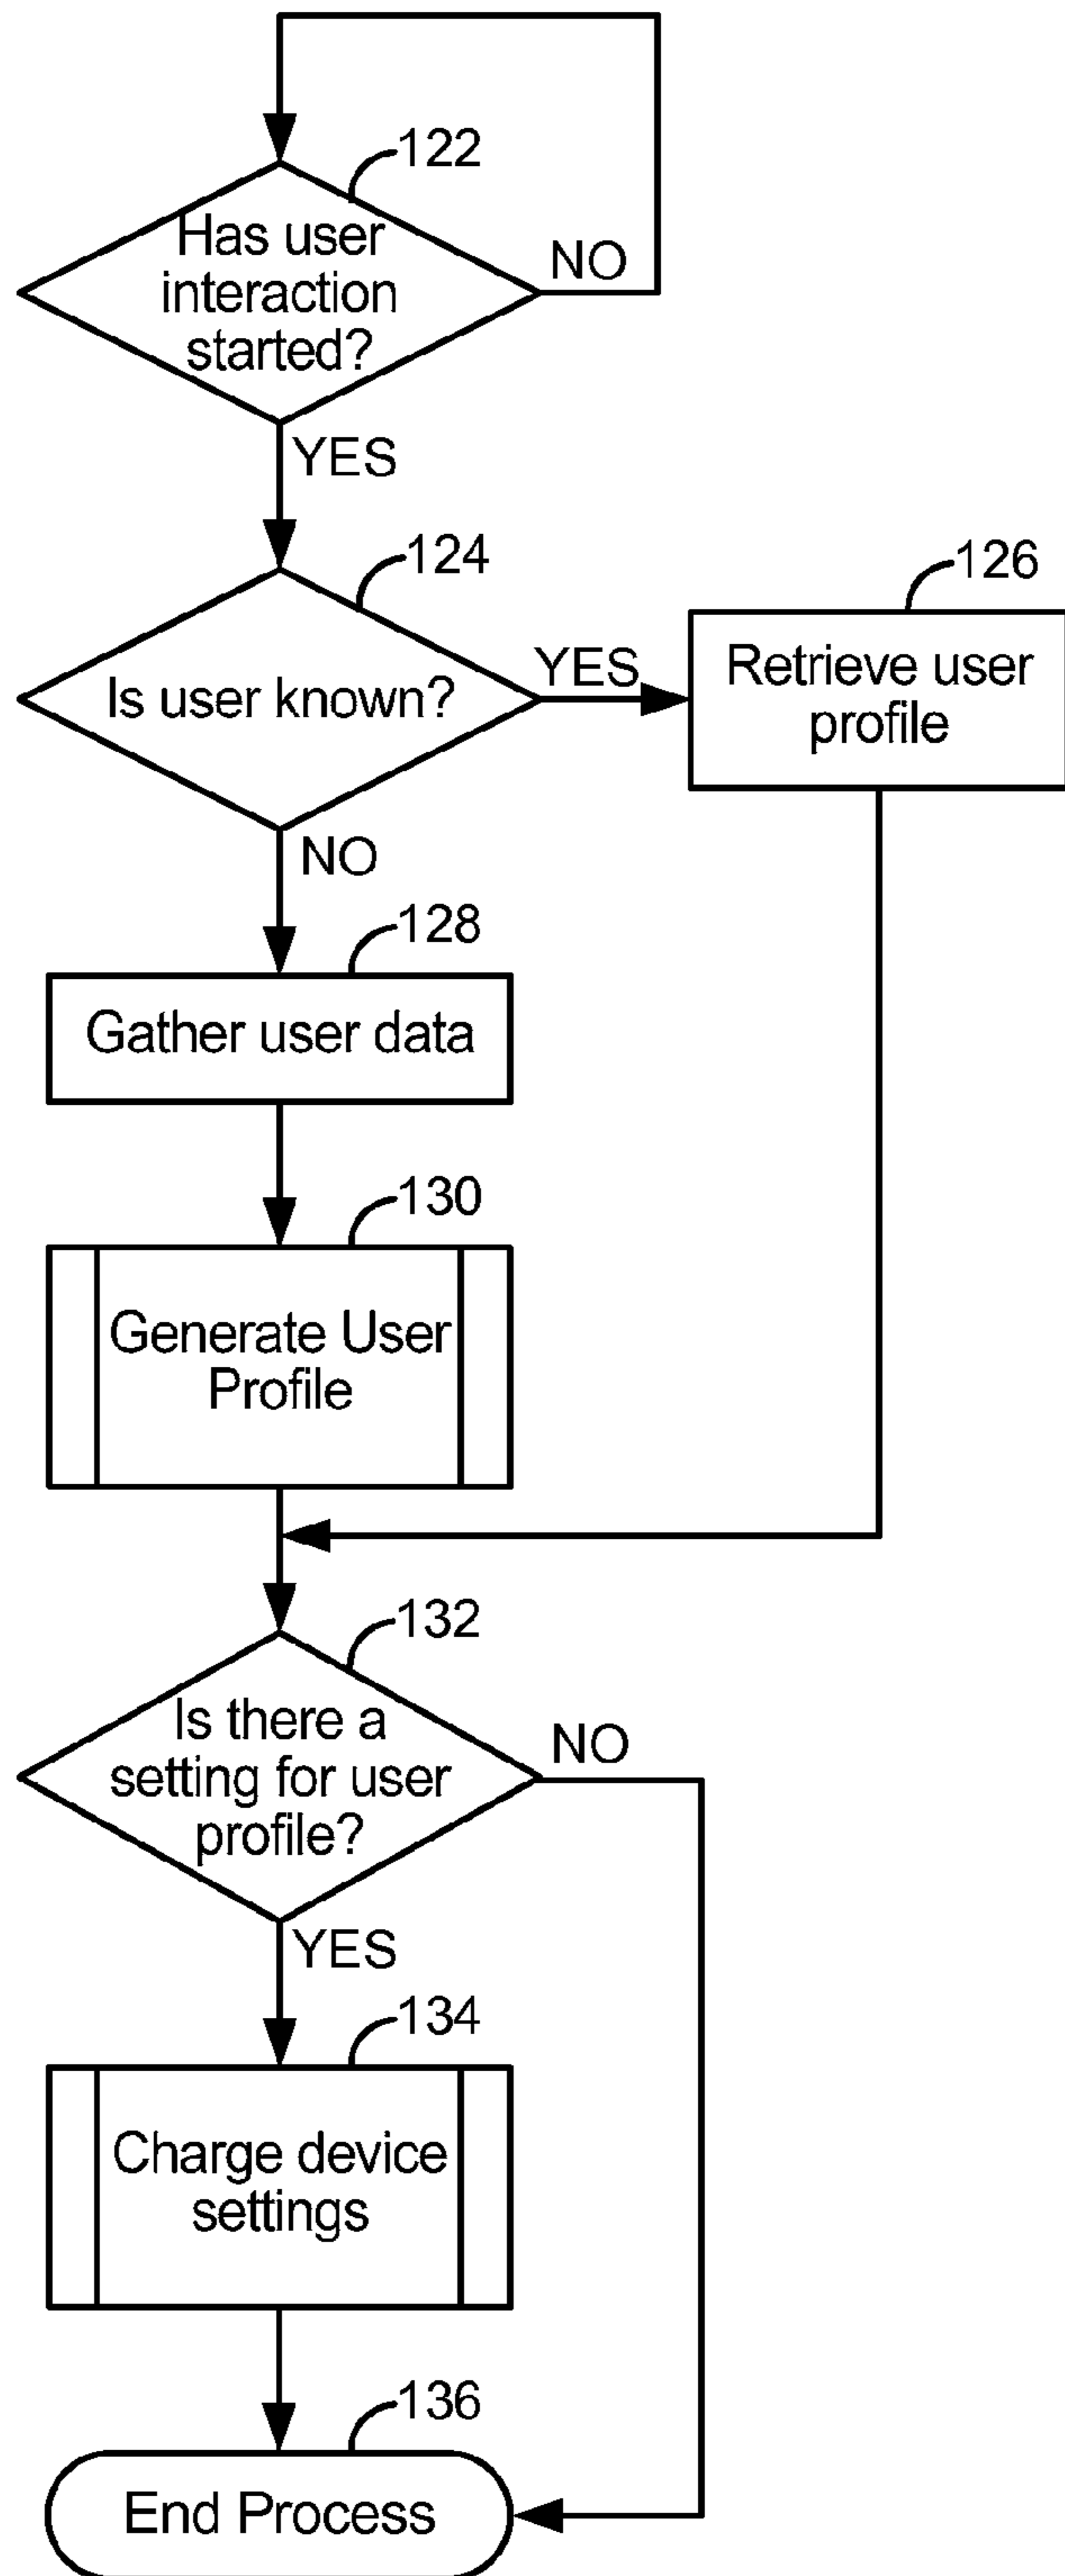 122
Has user
interaction
started?
NO
YES
124
Is user known?
YES
126
Retrieve user
profile
NO
128
Gather user data
130
Generate User
Profile
132
Is there a
setting for user
profile?
NO
YES
134
Charge device
settings
136
End Process